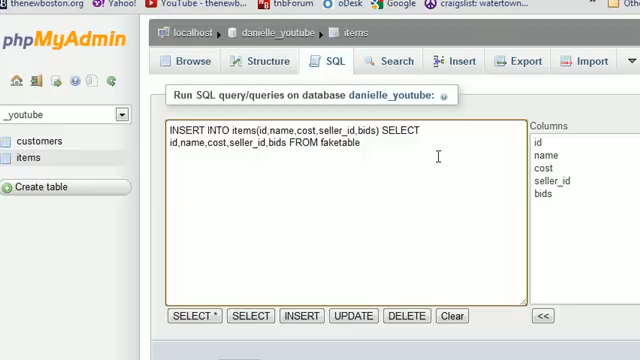 thenewboston.org Yahoo! YouTube - thenewb... tnbForum oDesk Google craigslist: watertown...
phpMyAdmin
localhost danielle_youtube items
Browse Structure SQL Search Insert Export Import
Run SQL query/queries on database danielle_youtube:
_youtube
customers
items
Create table
INSERT INTO items(id,name,cost,seller_id,bids) SELECT
id,name,cost,seller_id,bids FROM faketable
Columns
id
name
cost
seller_id
bids
SELECT * SELECT INSERT UPDATE DELETE Clear <<